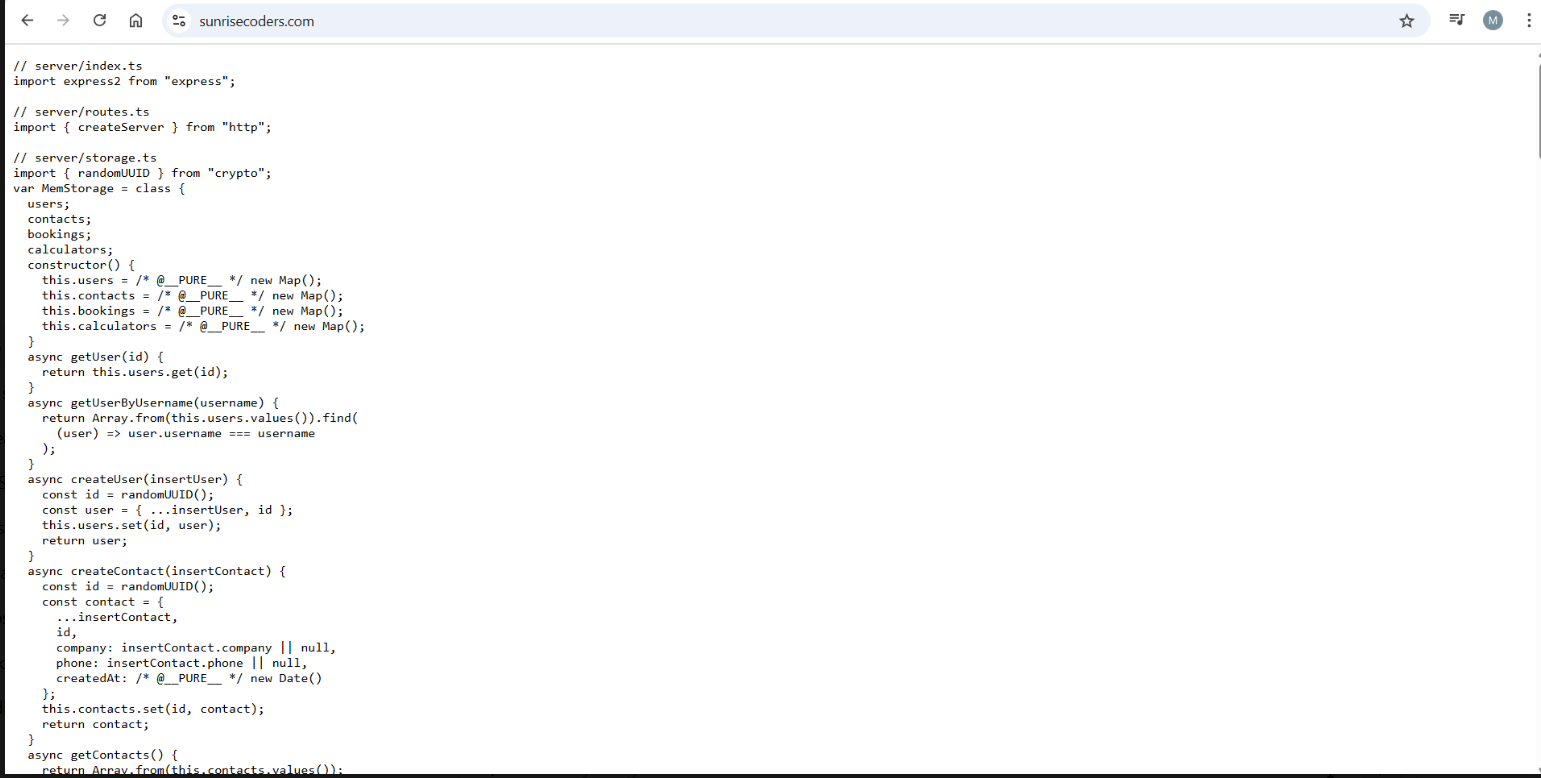 sunrisecoders.com
M
// server/index.ts
import express2 from "express";
// server/routes.ts
import { createServer } from "http";
// server/storage.ts
import { randomUUID } from "crypto";
var MemStorage = class {
  users;
  contacts;
  bookings;
  calculators;
  constructor() {
    this.users = /* @__PURE__ */ new Map();
    this.contacts = /* @__PURE__ */ new Map();
    this.bookings = /* @__PURE__ */ new Map();
    this.calculators = /* @__PURE__ */ new Map();
  }
  async getUser(id) {
    return this.users.get(id);
  }
  async getUserByUsername(username) {
    return Array.from(this.users.values()).find(
      (user) => user.username === username
    );
  }
  async createUser(insertUser) {
    const id = randomUUID();
    const user = { ...insertUser, id };
    this.users.set(id, user);
    return user;
  }
  async createContact(insertContact) {
    const id = randomUUID();
    const contact = {
      ...insertContact,
      id,
      company: insertContact.company || null,
      phone: insertContact.phone || null,
      createdAt: /* @__PURE__ */ new Date()
    };
    this.contacts.set(id, contact);
    return contact;
  }
  async getContacts() {
    return Array.from(this.contacts.values());